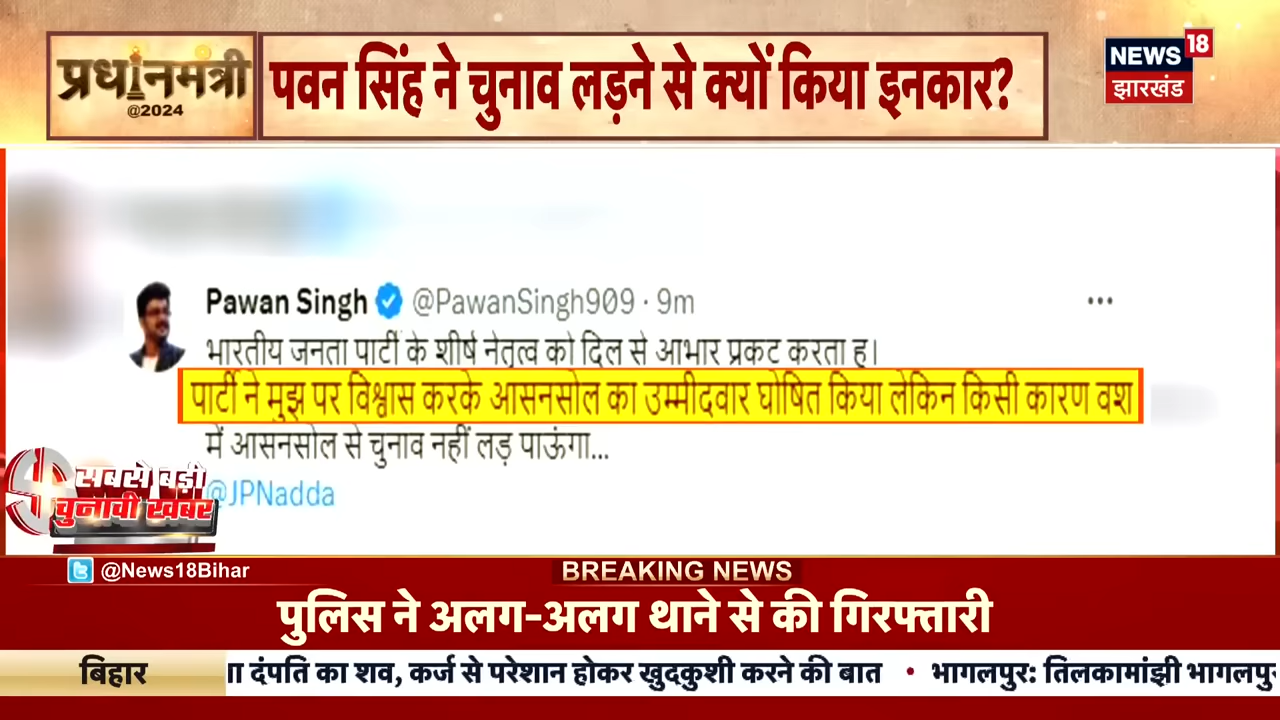 प्रधानमंत्री
@2024
पवन सिंह ने चुनाव लड़ने से क्यों किया इनकार?
NEWS 18
झारखंड
Pawan Singh @PawanSingh909 · 9m
भारतीय जनता पार्टी के शीर्ष नेतृत्व को दिल से आभार प्रकट करता ह।
पार्टी ने मुझ पर विश्वास करके आसनसोल का उम्मीदवार घोषित किया लेकिन किसी कारण वश
में आसनसोल से चुनाव नहीं लड़ पाऊंगा...
@JPNadda
सबसे बड़ी
चुनावी खबर
@News18Bihar
BREAKING NEWS
पुलिस ने अलग-अलग थाने से की गिरफ्तारी
बिहार
दंपति का शव, कर्ज से परेशान होकर खुदकुशी करने की बात • भागलपुर: तिलकामांझी भागलपुर